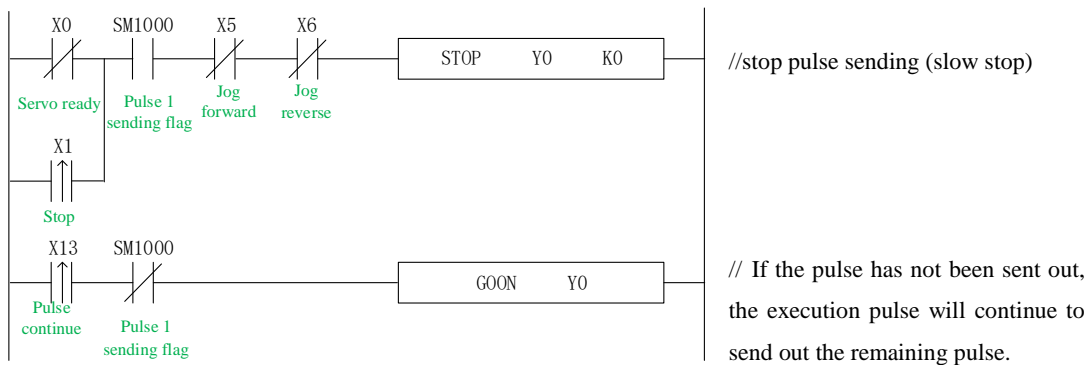 X0 SM1000 X5 X6
STOP Y0 K0
//stop pulse sending (slow stop)
Servo ready
Pulse 1
sending flag
Jog
forward
Jog
reverse
X1
Stop
X13 SM1000
GOON Y0
// If the pulse has not been sent out,
the execution pulse will continue to
send out the remaining pulse.
Pulse
continue
Pulse 1
sending flag